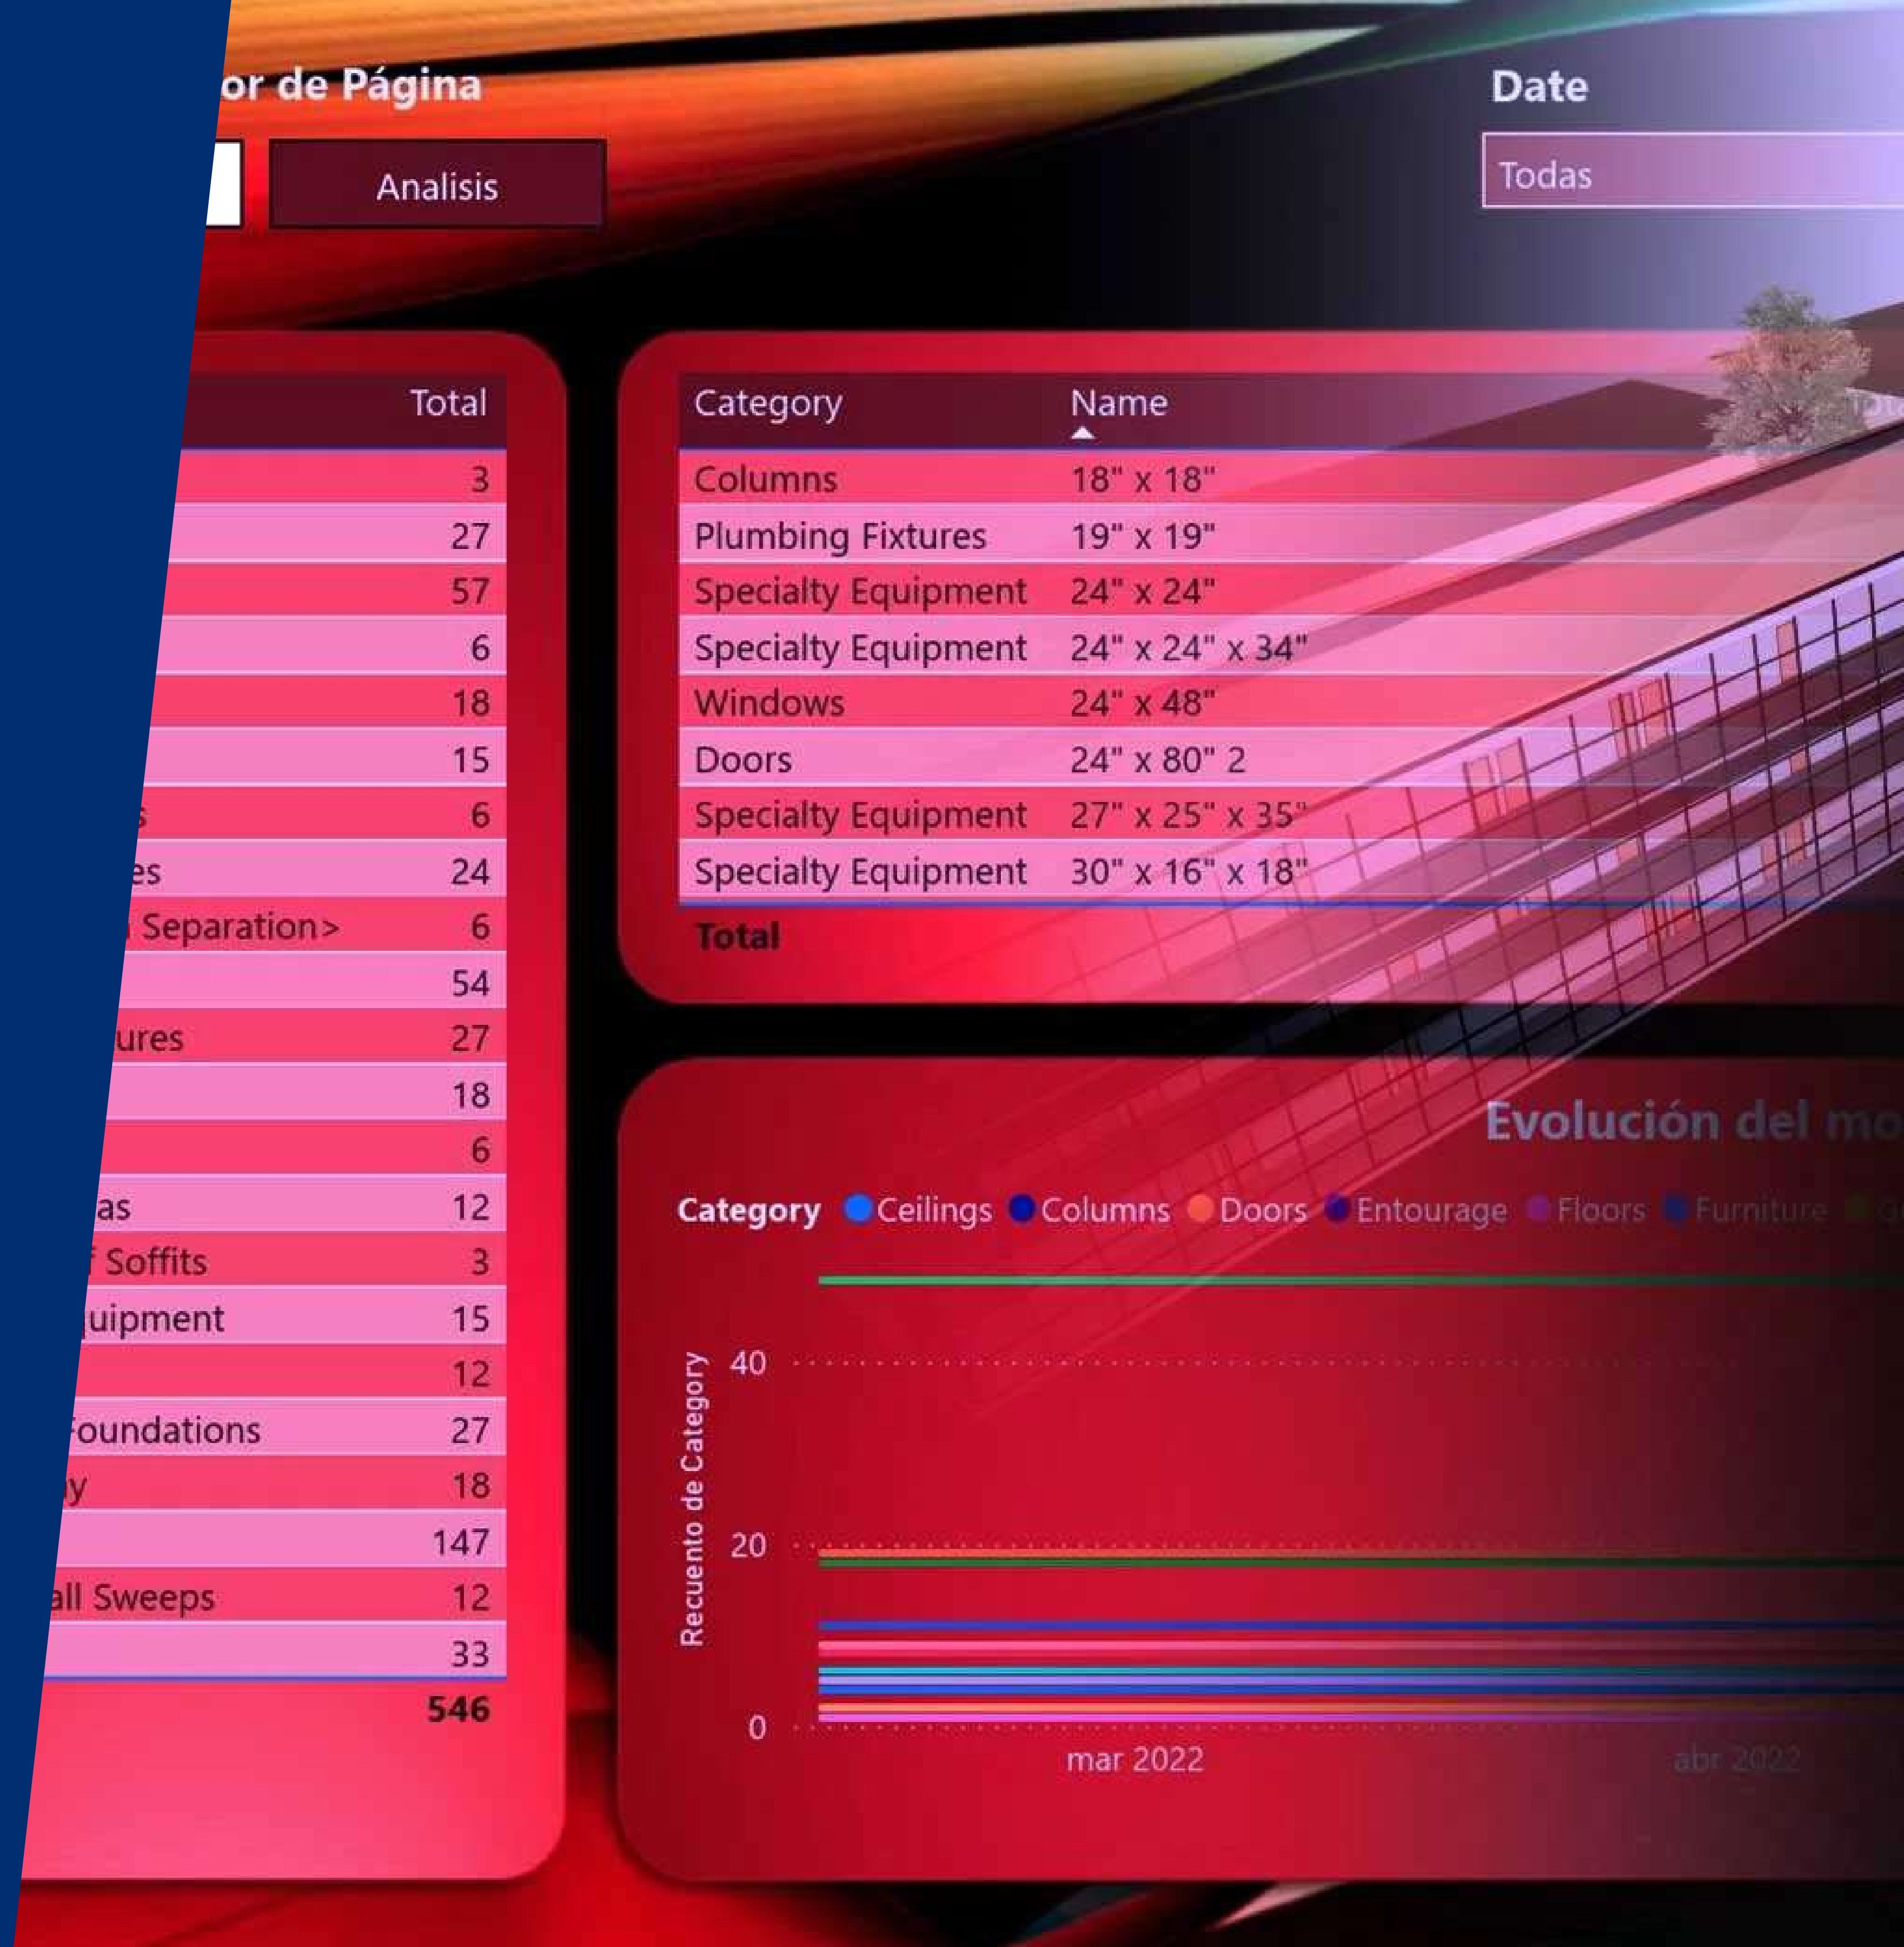 or de Página
Analisis
Date
Todas
Total
3
27
57
6
18
15
6
es 24
Separation> 6
54
ures 27
18
6
as 12
Soffits 3
uipment 15
12
oundations 27
y 18
147
all Sweeps 12
33
546
Category Name
Columns 18" x 18"
Plumbing Fixtures 19" x 19"
Specialty Equipment 24" x 24"
Specialty Equipment 24" x 24" x 34"
Windows 24" x 48"
Doors 24" x 80" 2
Specialty Equipment 27" x 25" x 35"
Specialty Equipment 30" x 16" x 18"
Total
Evolución del mo
Category Ceilings Columns Doors Entourage Floors Furniture
Recuento de Category
40
20
0
mar 2022 abr 2022